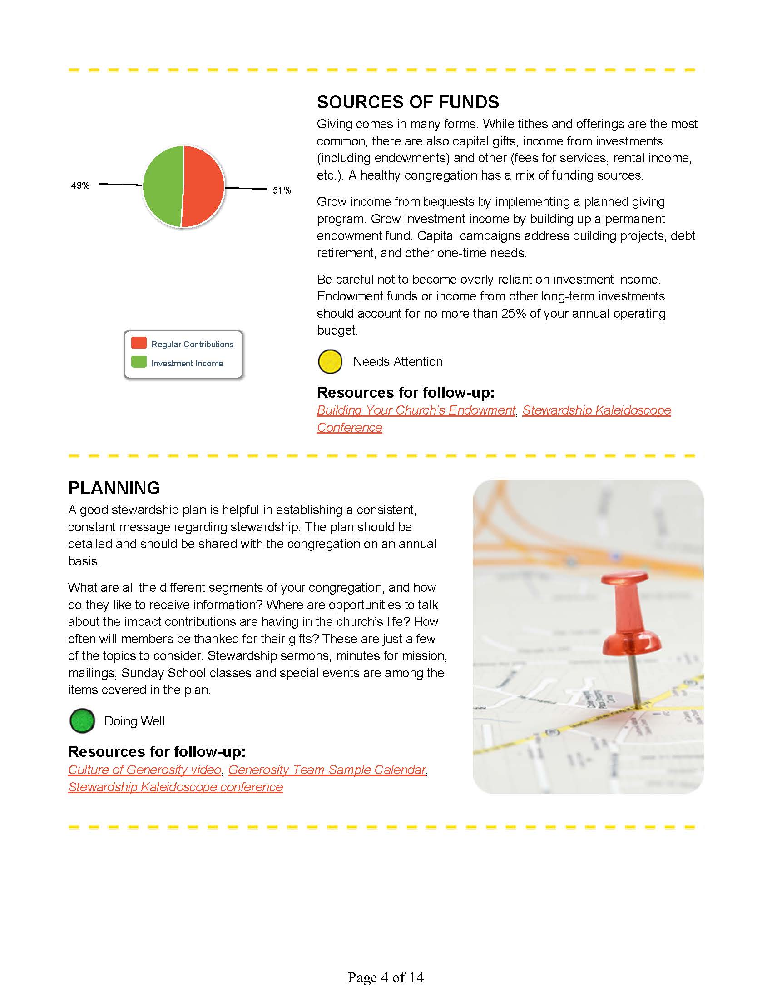 SOURCES OF FUNDS
Giving comes in many forms. While tithes and offerings are the most
common, there are also capital gifts, income from investments
(including endowments) and other (fees for services, rental income,
etc.). A healthy congregation has a mix of funding sources.
Grow income from bequests by implementing a planned giving
program. Grow investment income by building up a permanent
endowment fund. Capital campaigns address building projects, debt
retirement, and other one-time needs.
Be careful not to become overly reliant on investment income.
Endowment funds or income from other long-term investments
should account for no more than 25% of your annual operating
budget.
Needs Attention
Resources for follow-up:
Building Your Church's Endowment, Stewardship Kaleidoscope
Conference
49%
51%
Regular Contributions
Investment Income
PLANNING
A good stewardship plan is helpful in establishing a consistent,
constant message regarding stewardship. The plan should be
detailed and should be shared with the congregation on an annual
basis.
What are all the different segments of your congregation, and how
do they like to receive information? Where are opportunities to talk
about the impact contributions are having in the church's life? How
often will members be thanked for their gifts? These are just a few
of the topics to consider. Stewardship sermons, minutes for mission,
mailings, Sunday School classes and special events are among the
items covered in the plan.
Doing Well
Resources for follow-up:
Culture of Generosity video, Generosity Team Sample Calendar,
Stewardship Kaleidoscope conference
Page 4 of 14